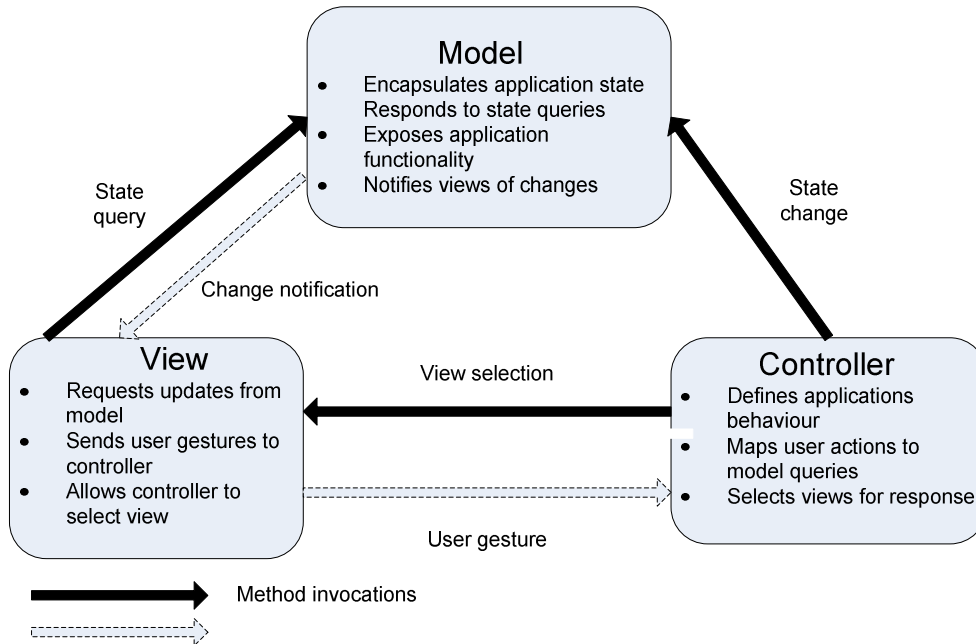 Model
• Encapsulates application state
Responds to state queries
• Exposes application
functionality
• Notifies views of changes
State
query
State
change
Change notification
View
• Requests updates from
model
• Sends user gestures to
controller
• Allows controller to
select view
View selection
User gesture
Controller
• Defines applications
behaviour
• Maps user actions to
model queries
• Selects views for response
Method invocations